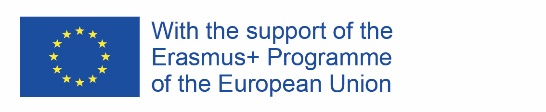 With the support of the
Erasmus+ Programme
of the European Union